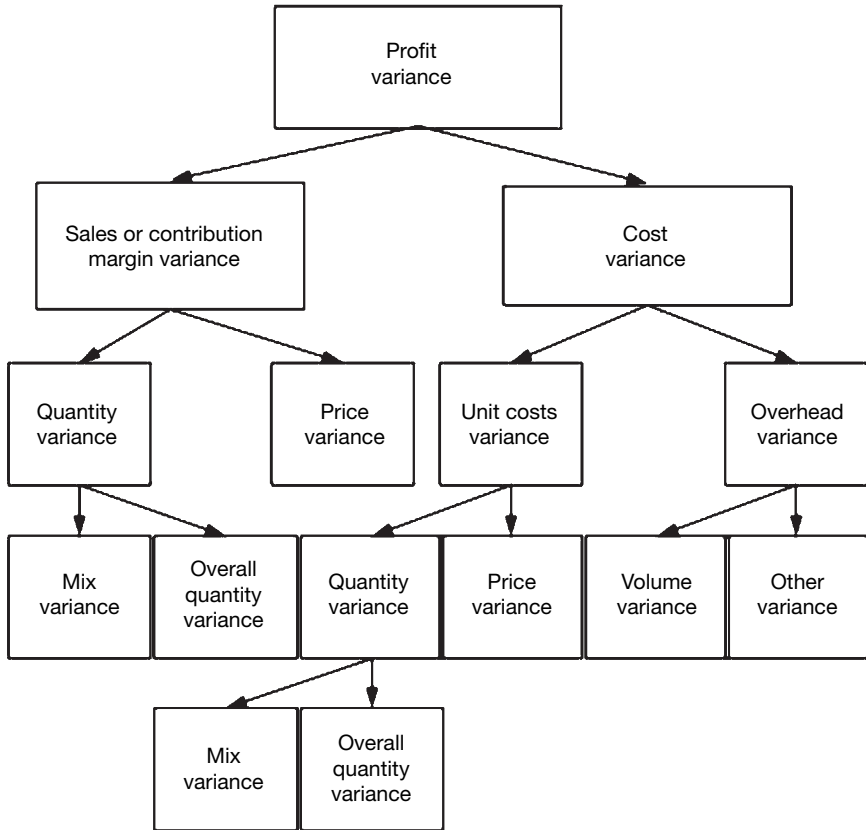 Profit
variance
Sales or contribution
margin variance
Cost
variance
Quantity
variance
Price
variance
Unit costs
variance
Overhead
variance
Mix
variance
Overall
quantity
variance
Quantity
variance
Price
variance
Volume
variance
Other
variance
Mix
variance
Overall
quantity
variance